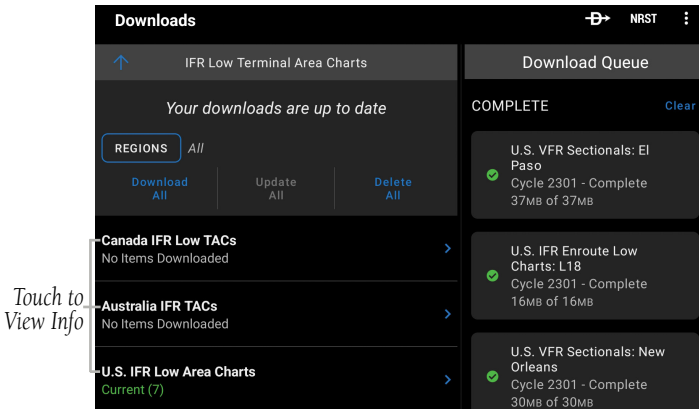 Downloads
D
NRST
IFR Low Terminal Area Charts
Your downloads are up to date
REGIONS All
Download
All
Update
All
Delete
All
Canada IFR Low TACs
No Items Downloaded
Australia IFR TACs
No Items Downloaded
U.S. IFR Low Area Charts
Current (7)
Touch to
View Info
Download Queue
COMPLETE Clear
U.S. VFR Sectionals: El
Paso
Cycle 2301 - Complete
37MB of 37MB
U.S. IFR Enroute Low
Charts: L18
Cycle 2301 - Complete
16MB of 16MB
U.S. VFR Sectionals: New
Orleans
Cycle 2301 - Complete
30MB of 30MB